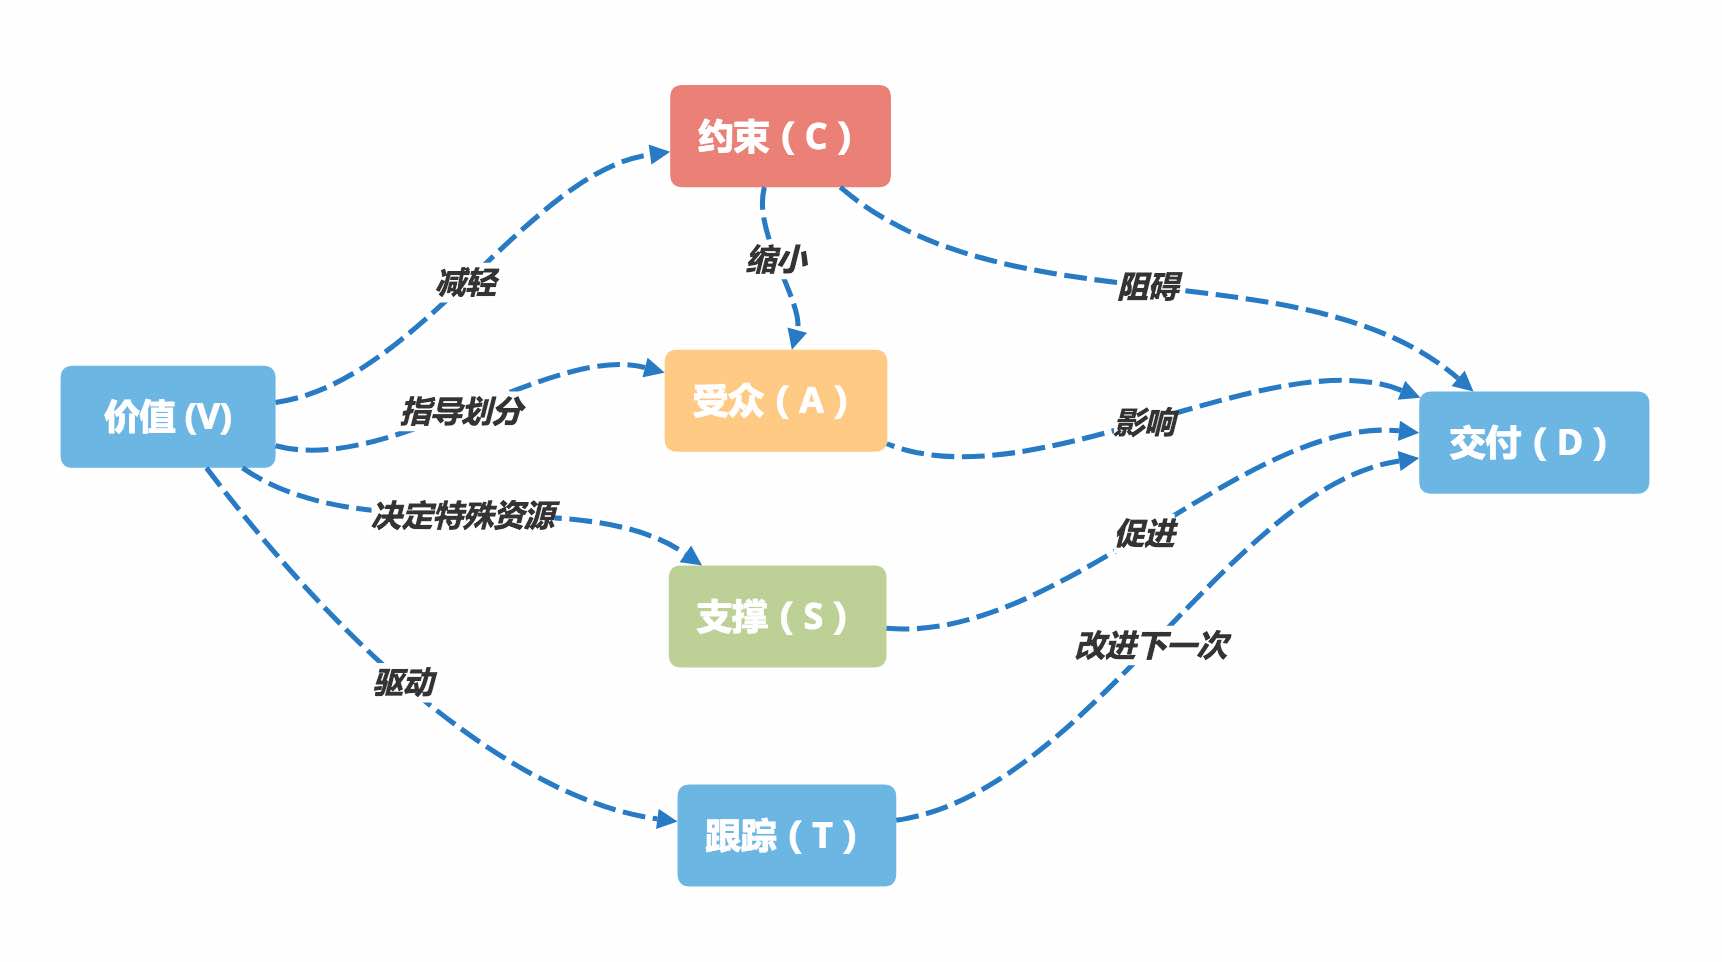 约束（C）
缩小
减轻
阻碍
价值(V)
指导划分
受众（A）
影响
交付（D）
决定特殊资源
促进
支撑（S）
改进下一次
驱动
跟踪（T）